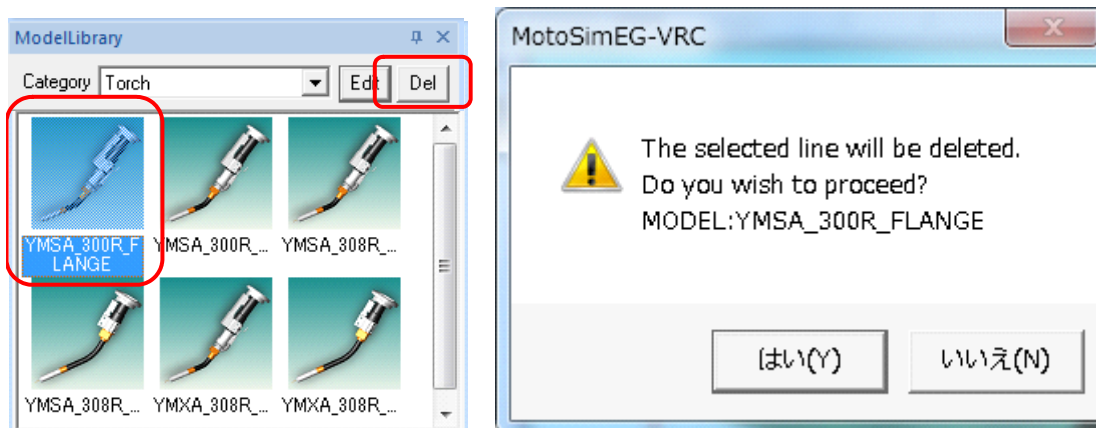 ModelLibrary
Category Torch Edit Del
YMSA_300R_F
LANGE
YMSA_300R_...
YMSA_308R_...
YMSA_308R_...
YMXA_308R_...
YMXA_308R_...
MotoSimEG-VRC
The selected line will be deleted.
Do you wish to proceed?
MODEL:YMSA_300R_FLANGE
はい(Y)
いいえ(N)